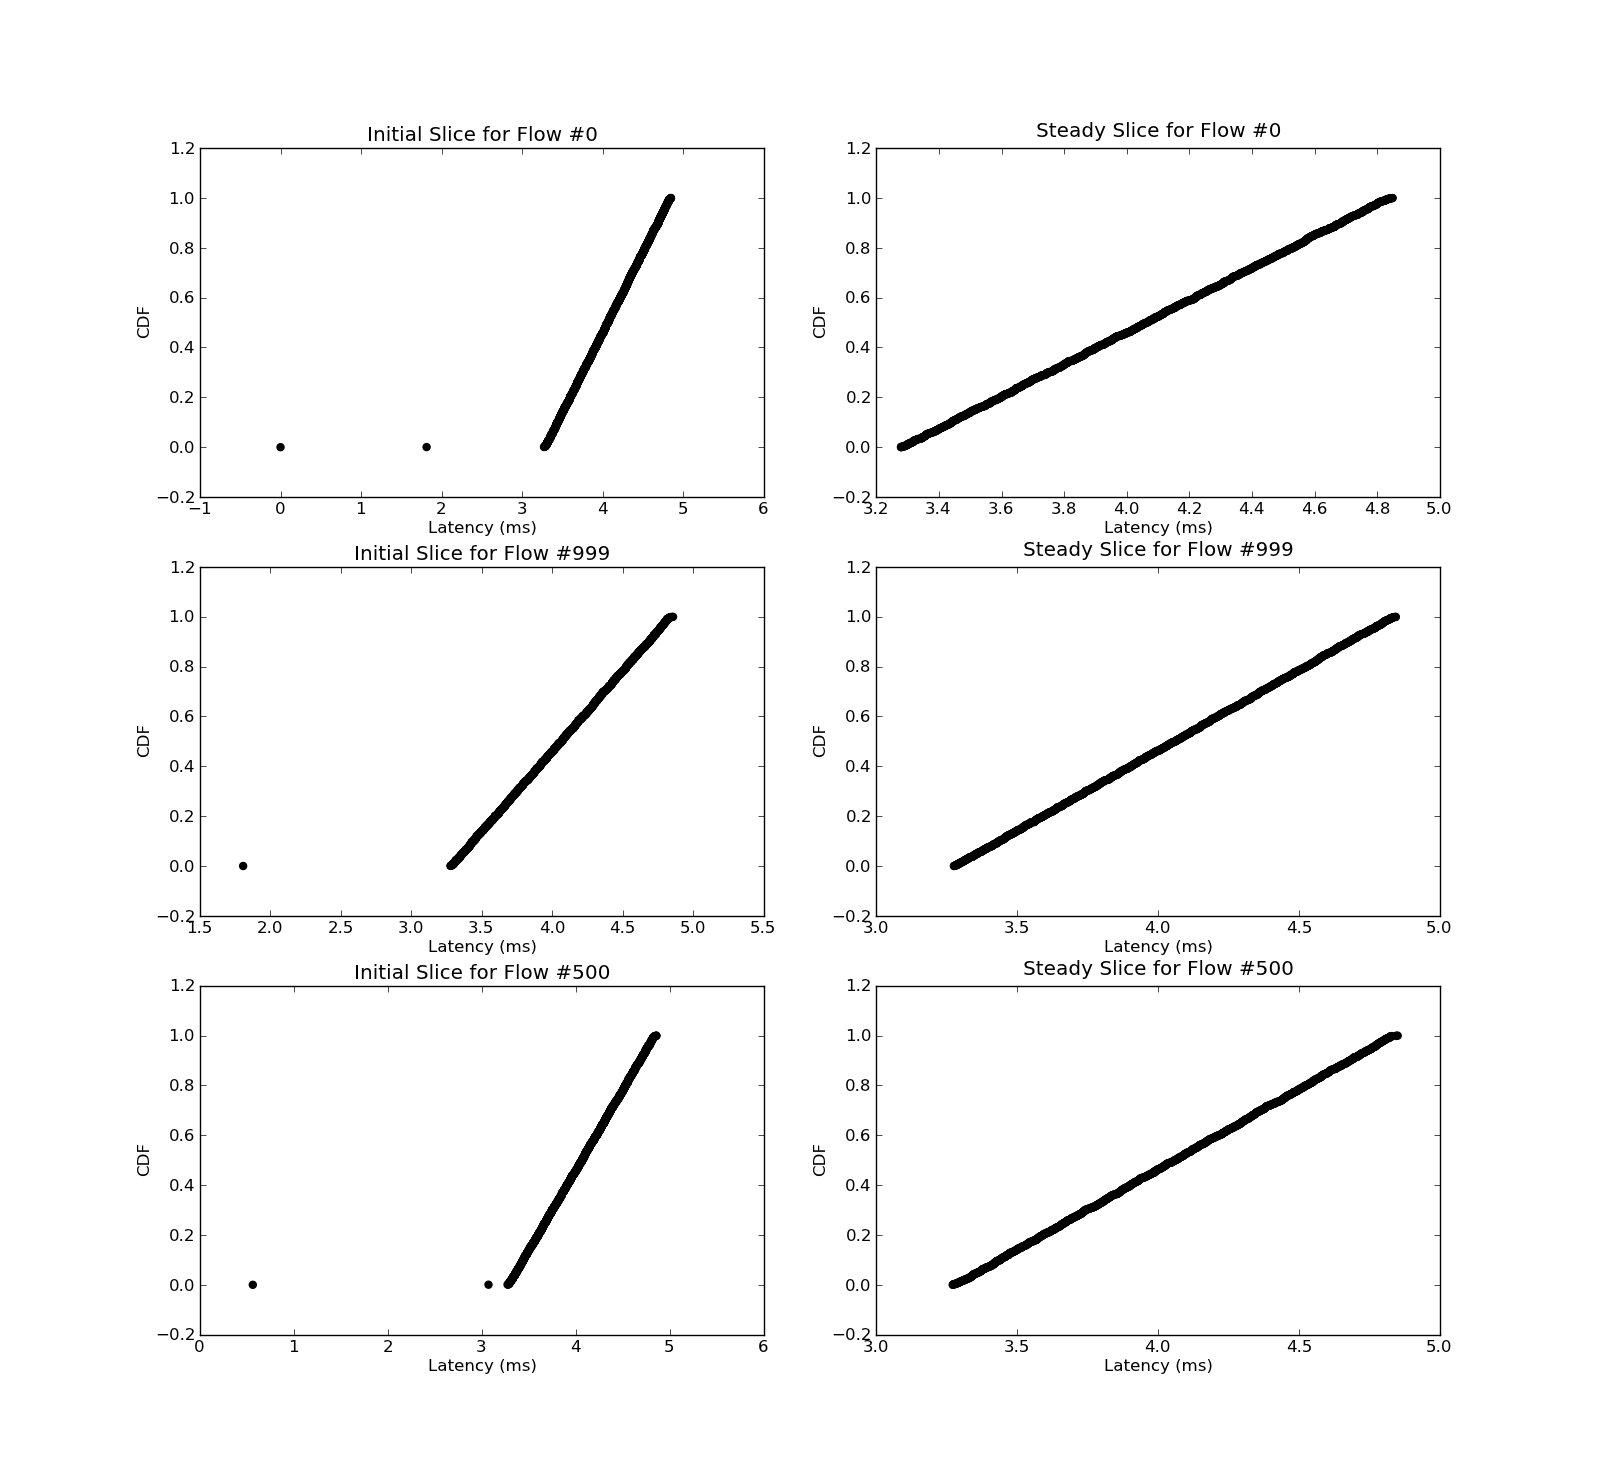 Initial Slice for Flow #0
1.2
1.0
0.8
0.6
0.4
0.2
0.0
−0.2
CDF
−1 0 1 2 3 4 5 6
Latency (ms)
Steady Slice for Flow #0
1.2
1.0
0.8
0.6
0.4
0.2
0.0
−0.2
CDF
3.2 3.4 3.6 3.8 4.0 4.2 4.4 4.6 4.8 5.0
Latency (ms)
Initial Slice for Flow #999
1.2
1.0
0.8
0.6
0.4
0.2
0.0
−0.2
CDF
1.5 2.0 2.5 3.0 3.5 4.0 4.5 5.0 5.5
Latency (ms)
Steady Slice for Flow #999
1.2
1.0
0.8
0.6
0.4
0.2
0.0
−0.2
CDF
3.0 3.5 4.0 4.5 5.0
Latency (ms)
Initial Slice for Flow #500
1.2
1.0
0.8
0.6
0.4
0.2
0.0
−0.2
CDF
0 1 2 3 4 5 6
Latency (ms)
Steady Slice for Flow #500
1.2
1.0
0.8
0.6
0.4
0.2
0.0
−0.2
CDF
3.0 3.5 4.0 4.5 5.0
Latency (ms)